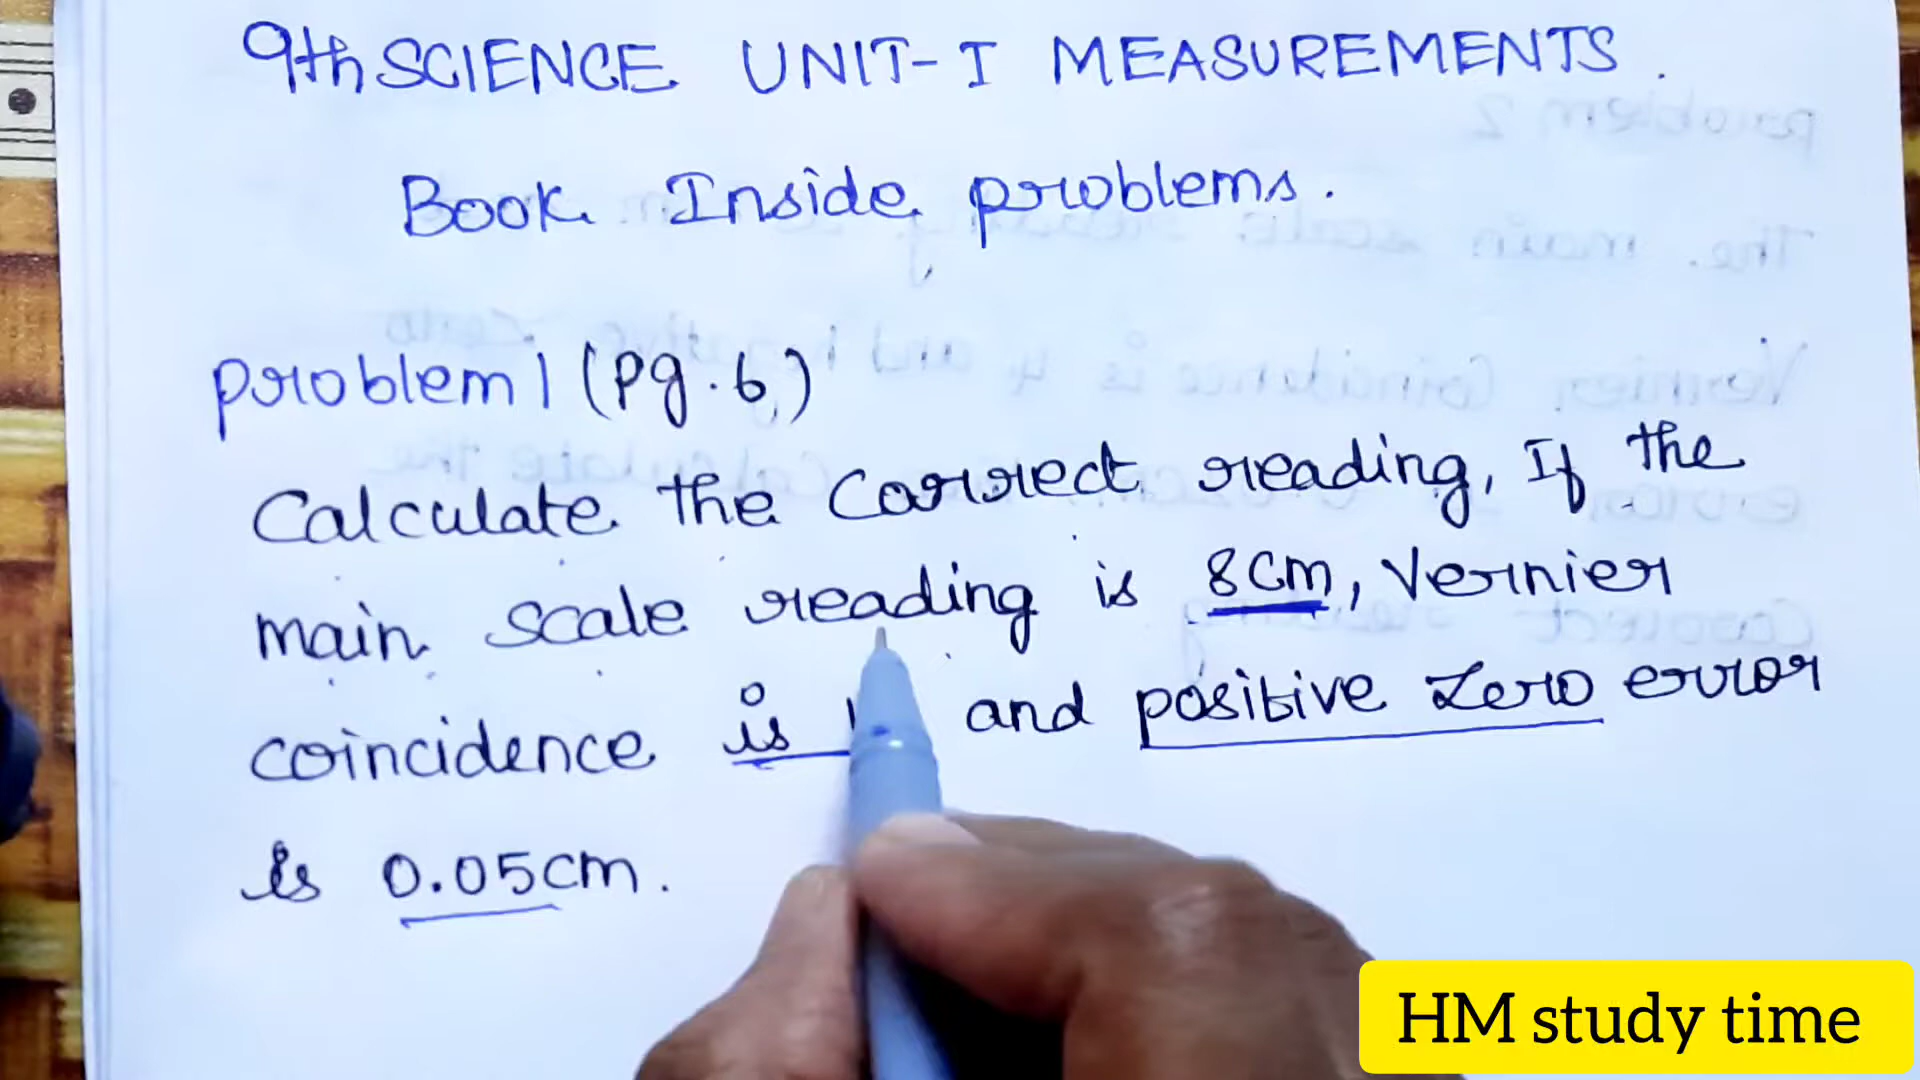 9th SCIENCE UNIT-I MEASUREMENTS.
Book Inside problems.
problem 1 (pg. 6)
Calculate the Correct reading, If the
main scale reading is 8cm, Vernier
coincidence is and positive Zero error
is 0.05cm.
HM study time